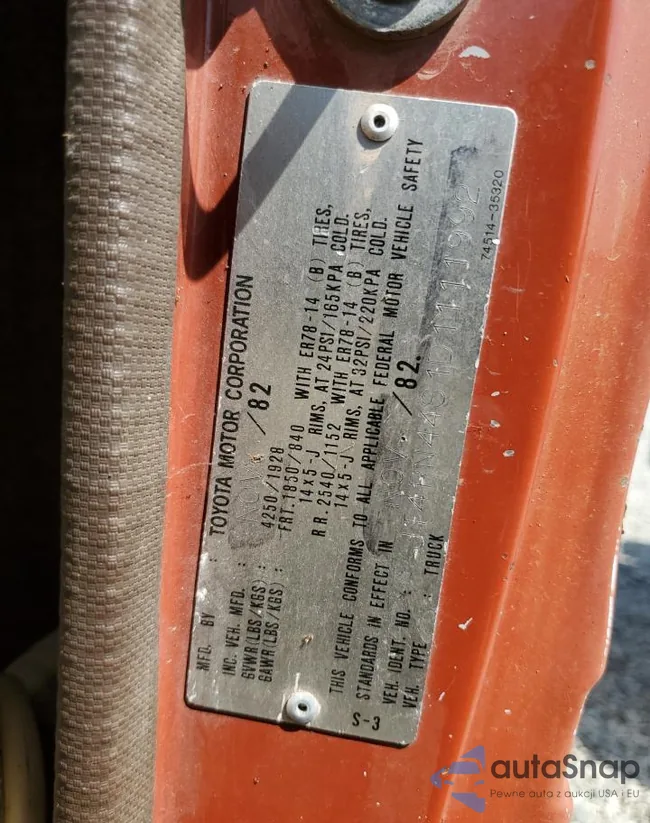 MFD. BY : TOYOTA MOTOR CORPORATION
INC. VEH. MFD. : NOV. /82
GVWR(LBS/KGS) : 4250/1928
GAWR(LBS/KGS) : FRT. 1850/840 WITH ER78-14 (B) TIRES,
14x5-J RIMS, AT 24PSI/165KPA COLD.
RR. 2540/1152 WITH ER78-14 (B) TIRES,
14x5-J RIMS, AT 32PSI/220KPA COLD.
THIS VEHICLE CONFORMS TO ALL APPLICABLE FEDERAL MOTOR VEHICLE SAFETY
STANDARDS IN EFFECT IN NOV. /82.
VEH. IDENT. NO. :
VEH. TYPE : TRUCK
S-3
74514-35320
autaSnap
Pewne auta z aukcji USA i EU